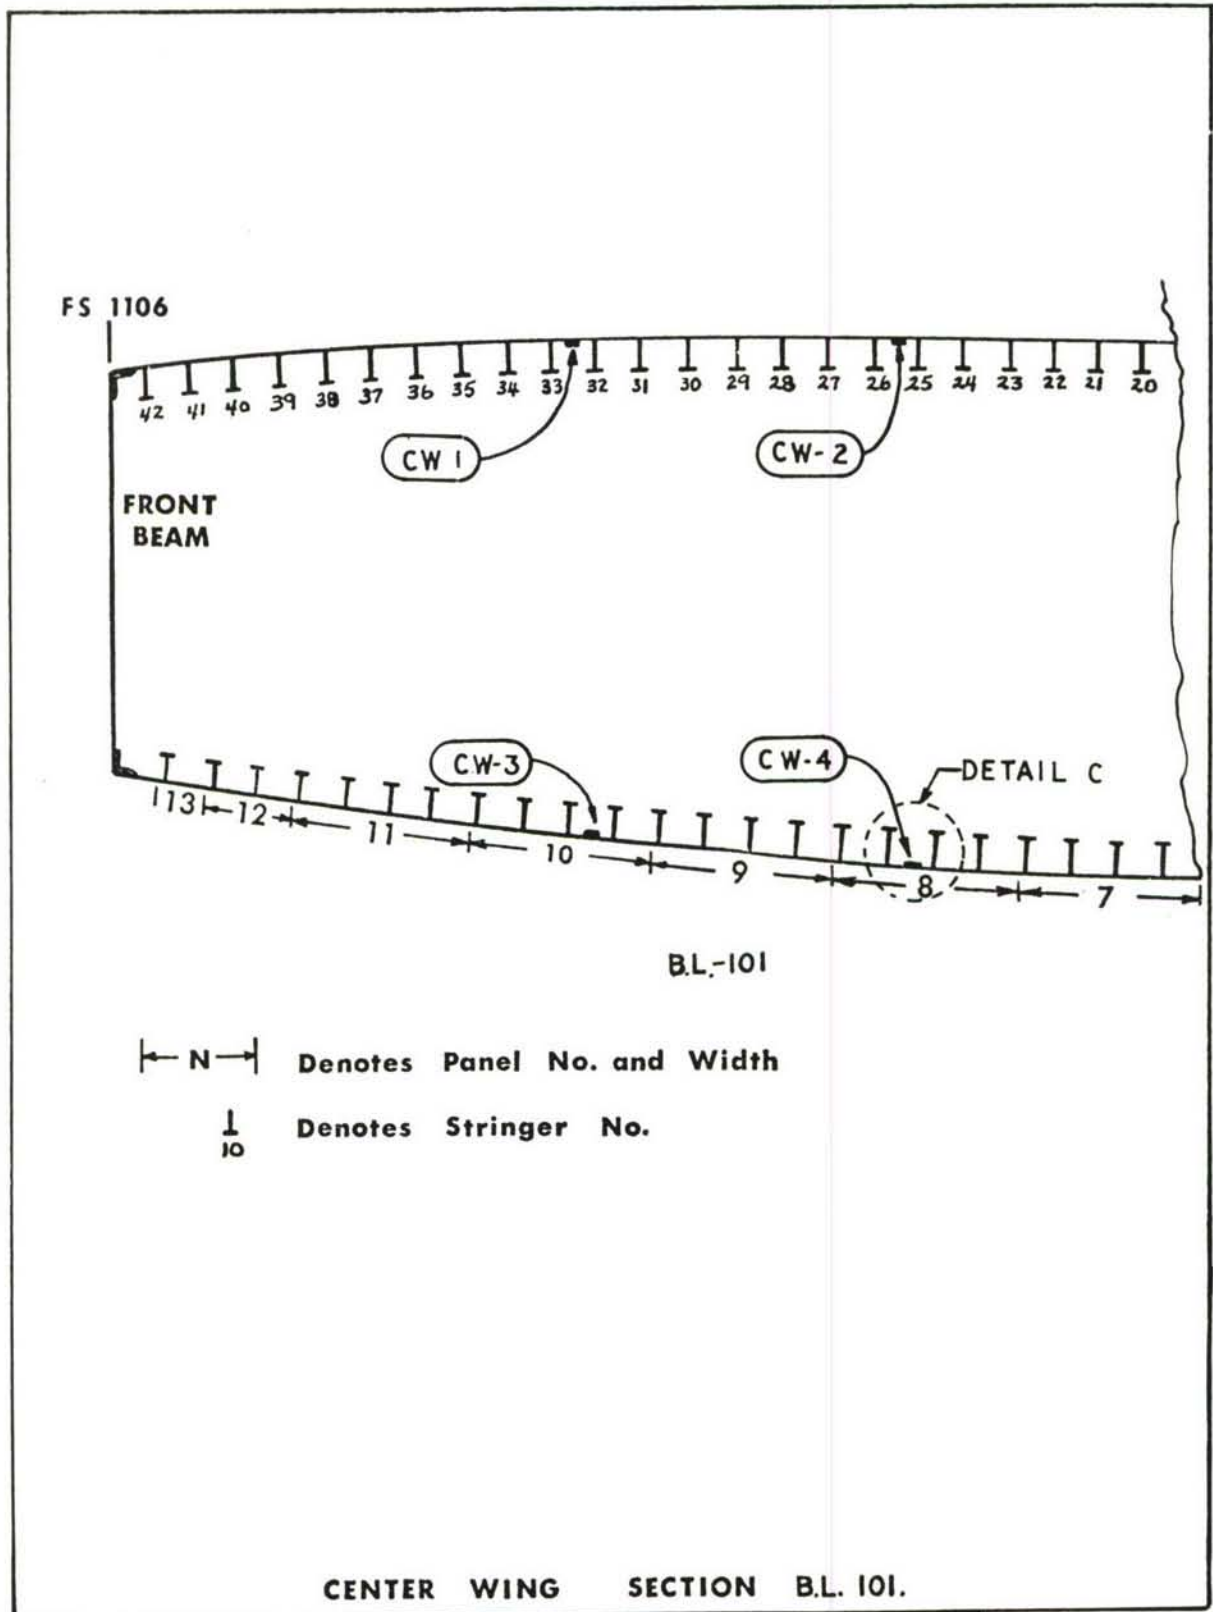 FS 1106
42 41 40 39 38 37 36 35 34 33 32 31 30 29 28 27 26 25 24 23 22 21 20
CW 1
CW-2
FRONT
BEAM
CW-3
CW-4
DETAIL C
13 12 11 10 9 8 7
B.L.-101
N Denotes Panel No. and Width
10 Denotes Stringer No.
CENTER WING SECTION B.L. 101.